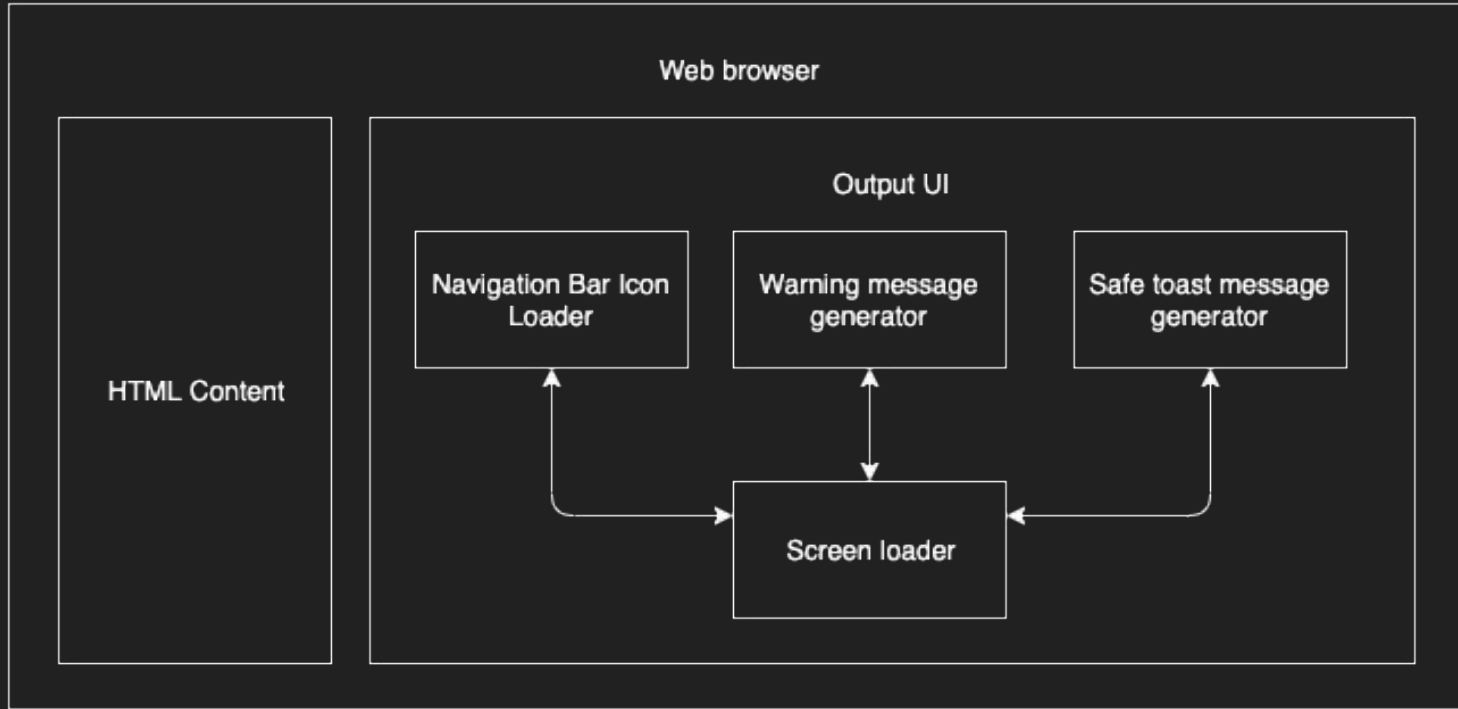 Web browser
HTML Content
Output UI
Navigation Bar Icon
Loader
Warning message
generator
Safe toast message
generator
Screen loader